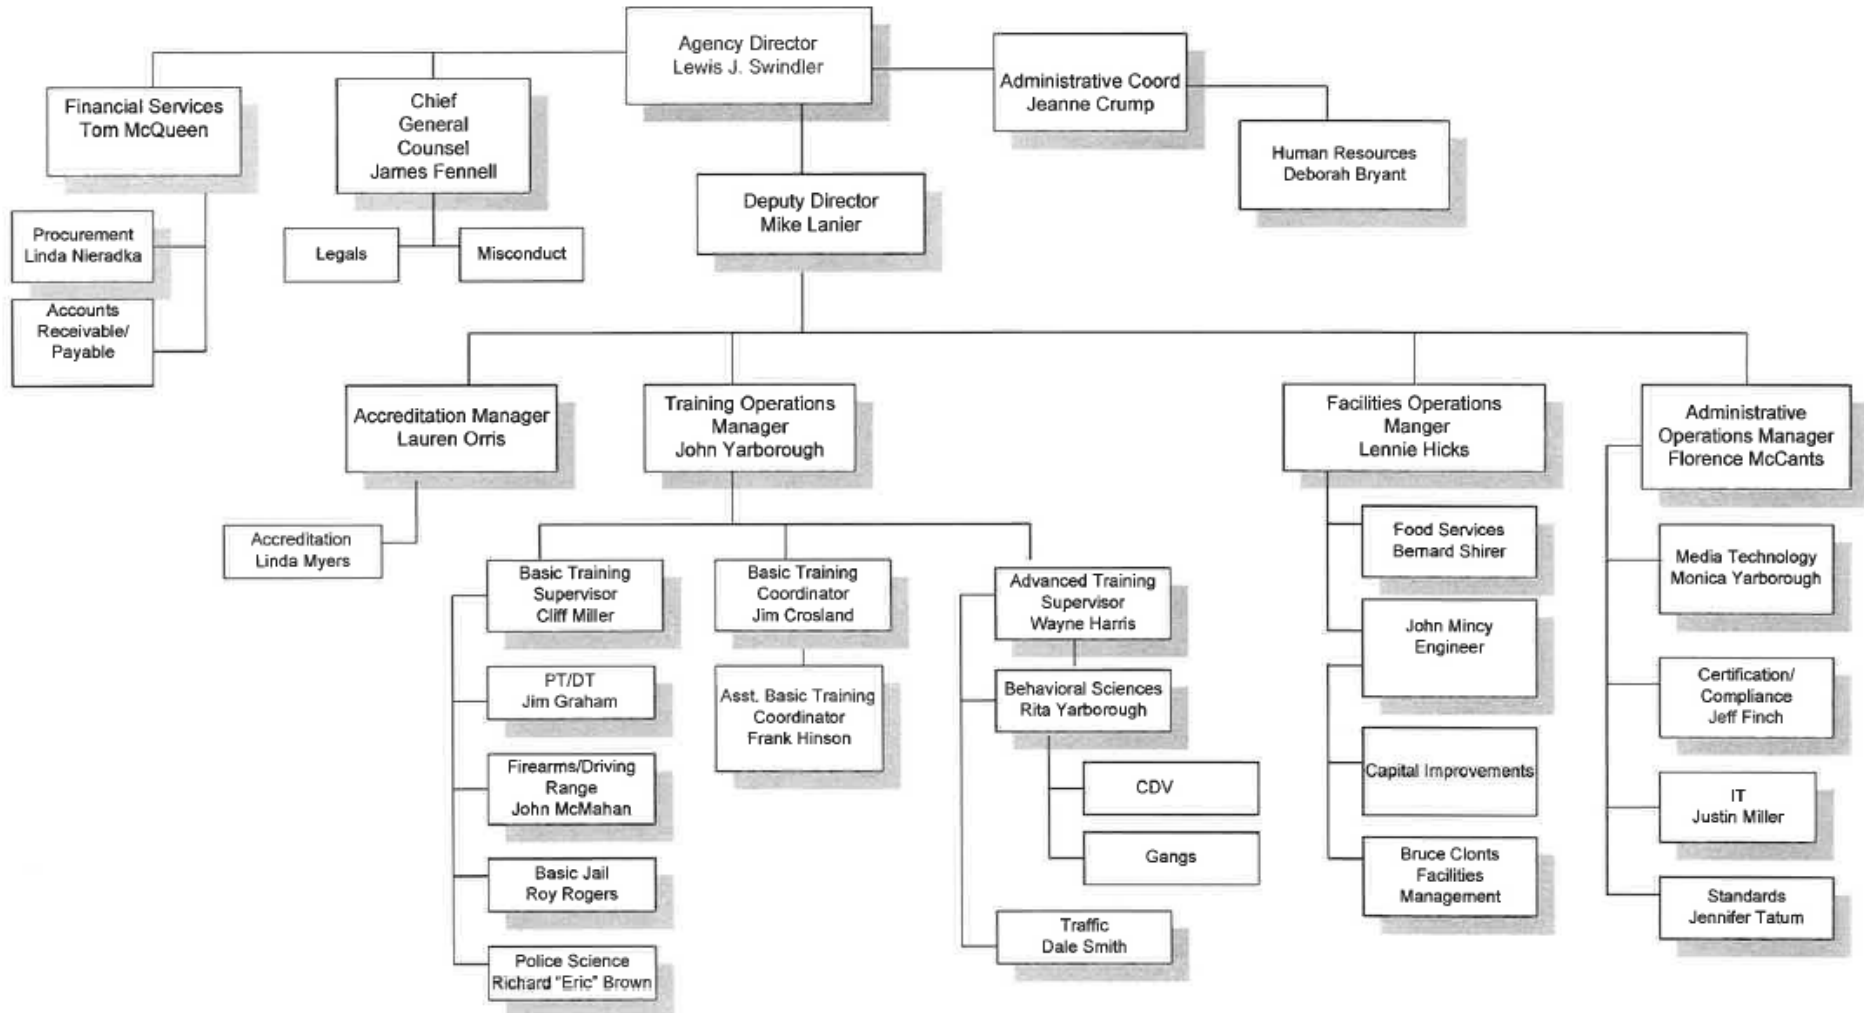 Agency Director
Lewis J. Swindler
Administrative Coord
Jeanne Crump
Human Resources
Deborah Bryant
Financial Services
Tom McQueen
Chief
General
Counsel
James Fennell
Procurement
Linda Nieradka
Accounts
Receivable/
Payable
Legals
Misconduct
Deputy Director
Mike Lanier
Accreditation Manager
Lauren Orris
Accreditation
Linda Myers
Training Operations
Manager
John Yarborough
Basic Training
Supervisor
Cliff Miller
PT/DT
Jim Graham
Firearms/Driving
Range
John McMahan
Basic Jail
Roy Rogers
Police Science
Richard "Eric" Brown
Basic Training
Coordinator
Jim Crosland
Asst. Basic Training
Coordinator
Frank Hinson
Advanced Training
Supervisor
Wayne Harris
Behavioral Sciences
Rita Yarborough
CDV
Gangs
Traffic
Dale Smith
Facilities Operations
Manger
Lennie Hicks
Food Services
Bernard Shirer
John Mincy
Engineer
Capital Improvements
Bruce Clonts
Facilities
Management
Administrative
Operations Manager
Florence McCants
Media Technology
Monica Yarborough
Certification/
Compliance
Jeff Finch
IT
Justin Miller
Standards
Jennifer Tatum